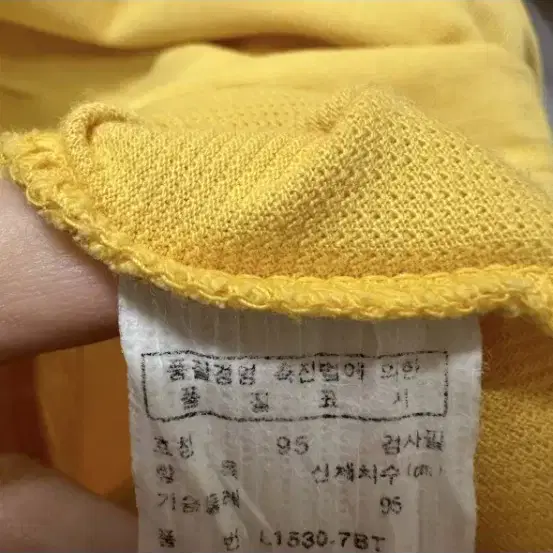 품질경영 촉진법에 의한
품 질 표 시
호칭 95 검사필
항 목 신체치수(cm)
가슴둘레 95
품 번 L1530-7BT